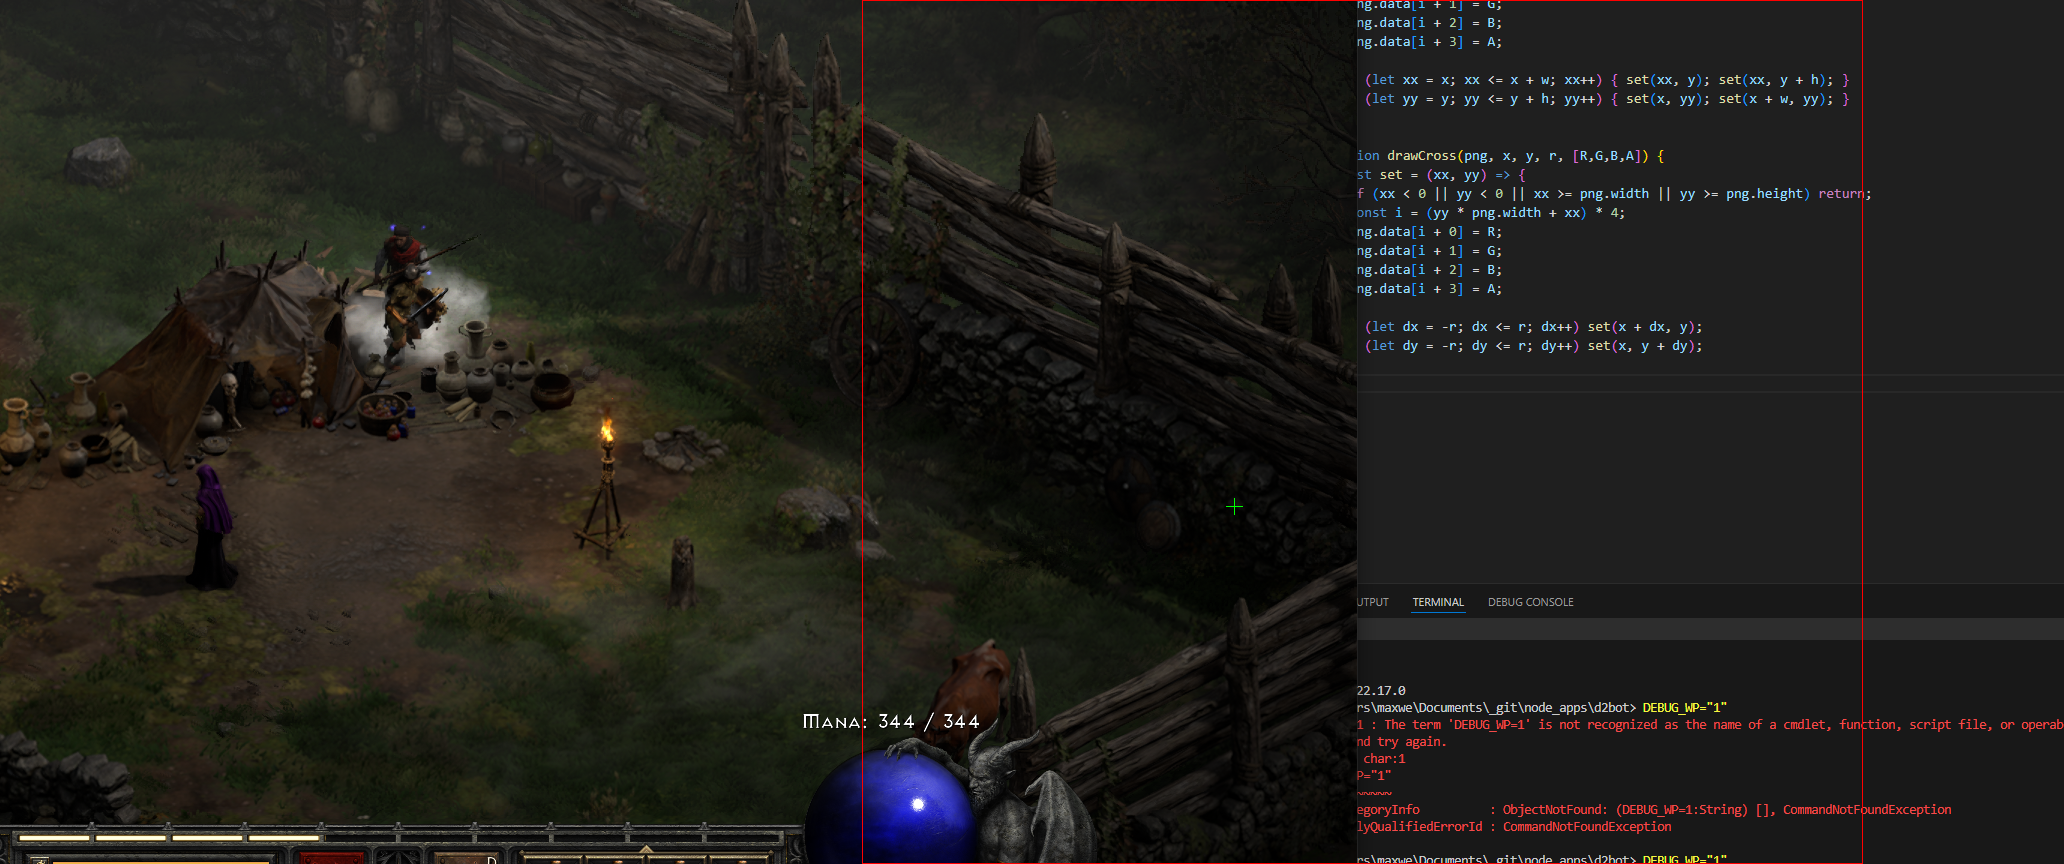 ng.data[i + 1] = G;
ng.data[i + 2] = B;
ng.data[i + 3] = A;
(let xx = x; xx <= x + w; xx++) { set(xx, y); set(xx, y + h); }
(let yy = y; yy <= y + h; yy++) { set(x, yy); set(x + w, yy); }
ion drawCross(png, x, y, r, [R,G,B,A]) {
st set = (xx, yy) => {
f (xx < 0 || yy < 0 || xx >= png.width || yy >= png.height) return;
onst i = (yy * png.width + xx) * 4;
ng.data[i + 0] = R;
ng.data[i + 1] = G;
ng.data[i + 2] = B;
ng.data[i + 3] = A;
(let dx = -r; dx <= r; dx++) set(x + dx, y);
(let dy = -r; dy <= r; dy++) set(x, y + dy);
UTPUT TERMINAL DEBUG CONSOLE
22.17.0
rs\maxwe\Documents\_git\node_apps\d2bot> DEBUG_WP="1"
1 : The term 'DEBUG_WP=1' is not recognized as the name of a cmdlet, function, script file, or operab
nd try again.
char:1
P="1"
~~~~~
egoryInfo : ObjectNotFound: (DEBUG_WP=1:String) [], CommandNotFoundException
lyQualifiedErrorId : CommandNotFoundException
rs\maxwe\Documents\_git\node_apps\d2bot> DEBUG_WP="1"
Mana: 344 / 344
D